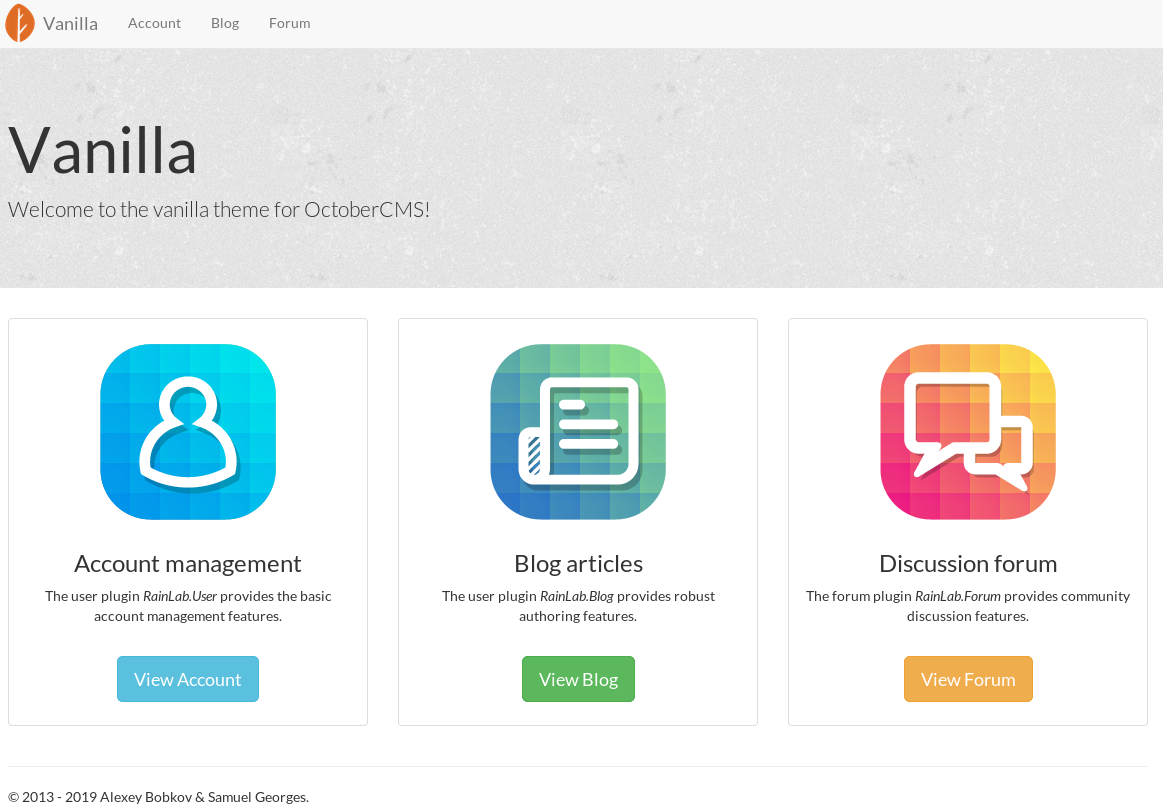 Vanilla Account Blog Forum
Vanilla
Welcome to the vanilla theme for OctoberCMS!
Account management
The user plugin RainLab.User provides the basic
account management features.
View Account
Blog articles
The user plugin RainLab.Blog provides robust
authoring features.
View Blog
Discussion forum
The forum plugin RainLab.Forum provides community
discussion features.
View Forum
© 2013 - 2019 Alexey Bobkov & Samuel Georges.